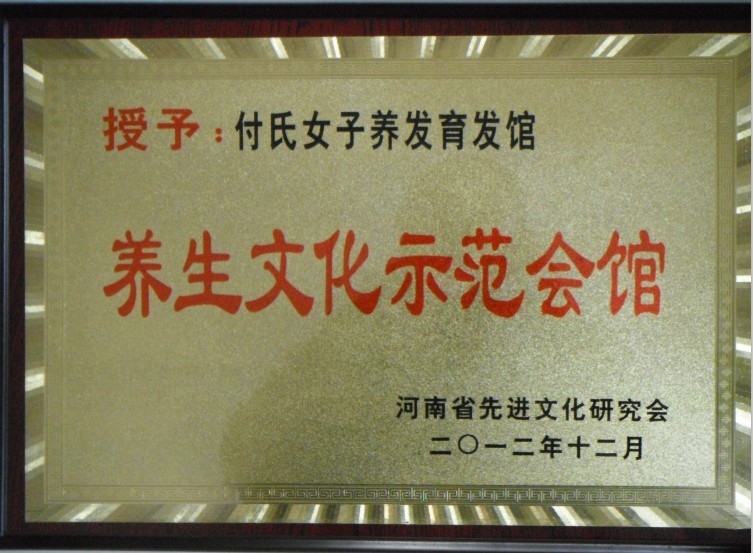 授予：付氏女子养发育发馆
养生文化示范会馆
河南省先进文化研究会
二〇一二年十二月